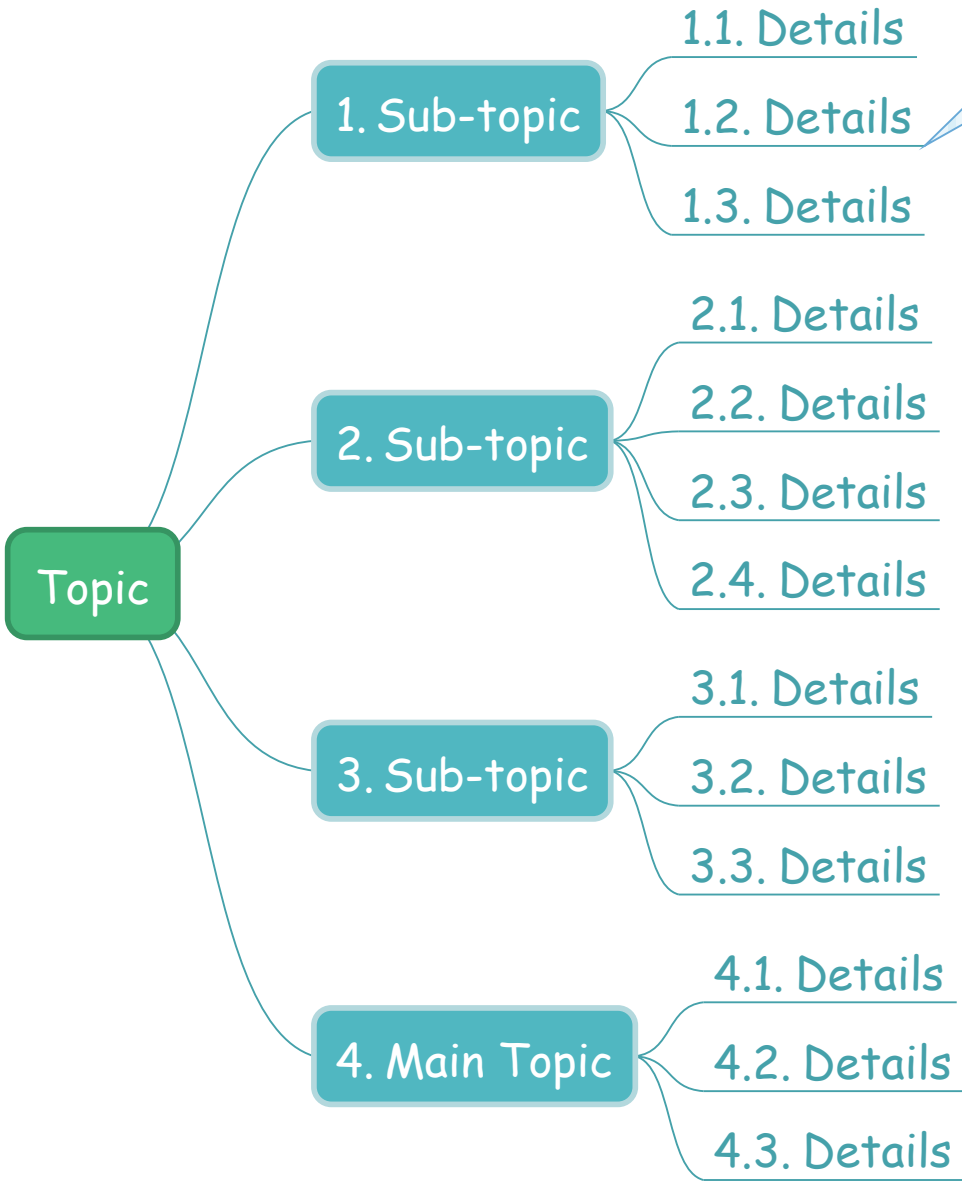 Topic
1. Sub-topic
1.1. Details
1.2. Details
1.3. Details
2. Sub-topic
2.1. Details
2.2. Details
2.3. Details
2.4. Details
3. Sub-topic
3.1. Details
3.2. Details
3.3. Details
4. Main Topic
4.1. Details
4.2. Details
4.3. Details